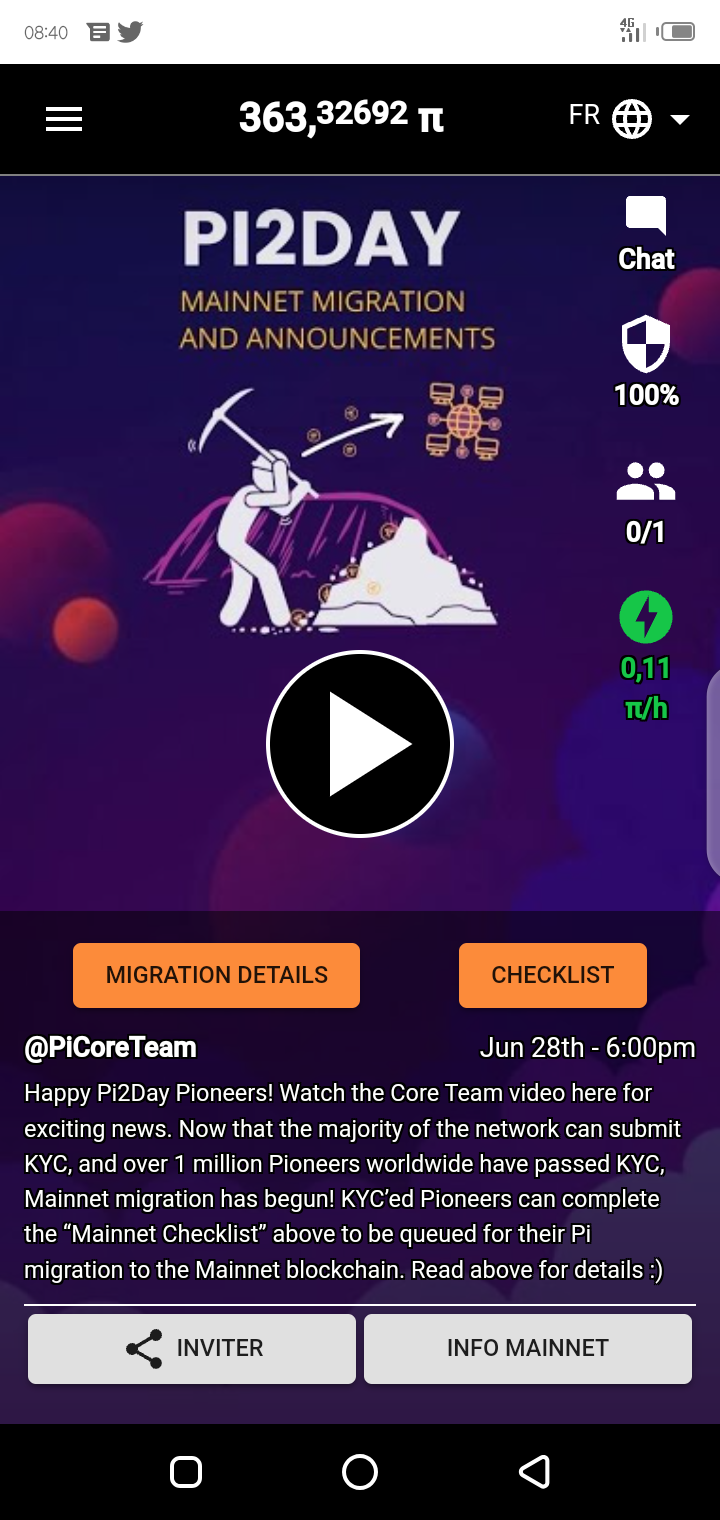 08:40
4G
363,32692 π
FR
PI2DAY
MAINNET MIGRATION
AND ANNOUNCEMENTS
Chat
100%
0/1
0,11
π/h
MIGRATION DETAILS
CHECKLIST
@PiCoreTeam
Jun 28th - 6:00pm
Happy Pi2Day Pioneers! Watch the Core Team video here for
exciting news. Now that the majority of the network can submit
KYC, and over 1 million Pioneers worldwide have passed KYC,
Mainnet migration has begun! KYC’ed Pioneers can complete
the “Mainnet Checklist” above to be queued for their Pi
migration to the Mainnet blockchain. Read above for details :)
INVITER
INFO MAINNET